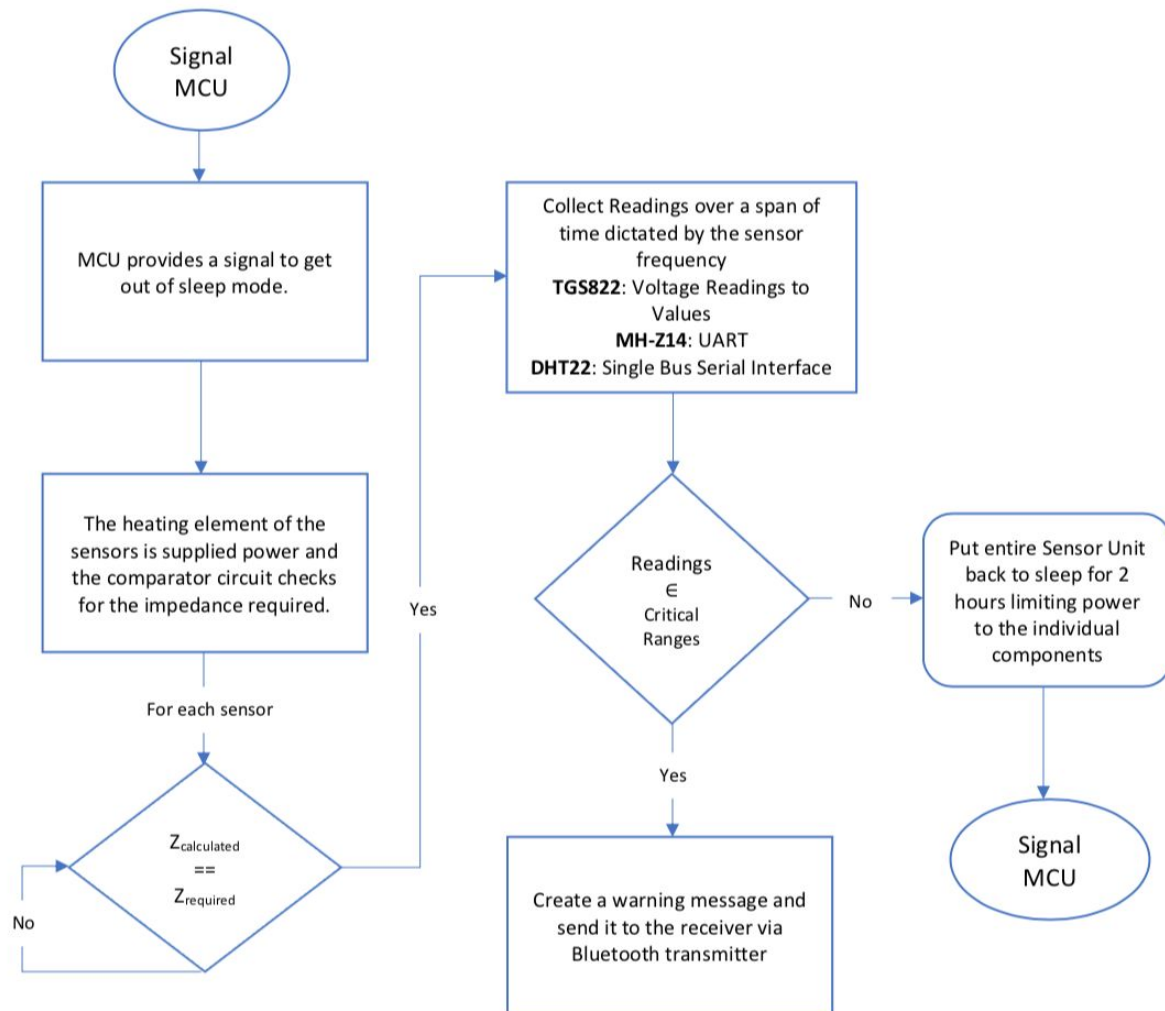 Signal
MCU
MCU provides a signal to get
out of sleep mode.
The heating element of the
sensors is supplied power and
the comparator circuit checks
for the impedance required.
For each sensor
Zcalculated
==
Zrequired
No
Yes
Collect Readings over a span of
time dictated by the sensor
frequency
TGS822: Voltage Readings to
Values
MH-Z14: UART
DHT22: Single Bus Serial Interface
Readings
∈
Critical
Ranges
No
Yes
Create a warning message and
send it to the receiver via
Bluetooth transmitter
Put entire Sensor Unit
back to sleep for 2
hours limiting power
to the individual
components
Signal
MCU